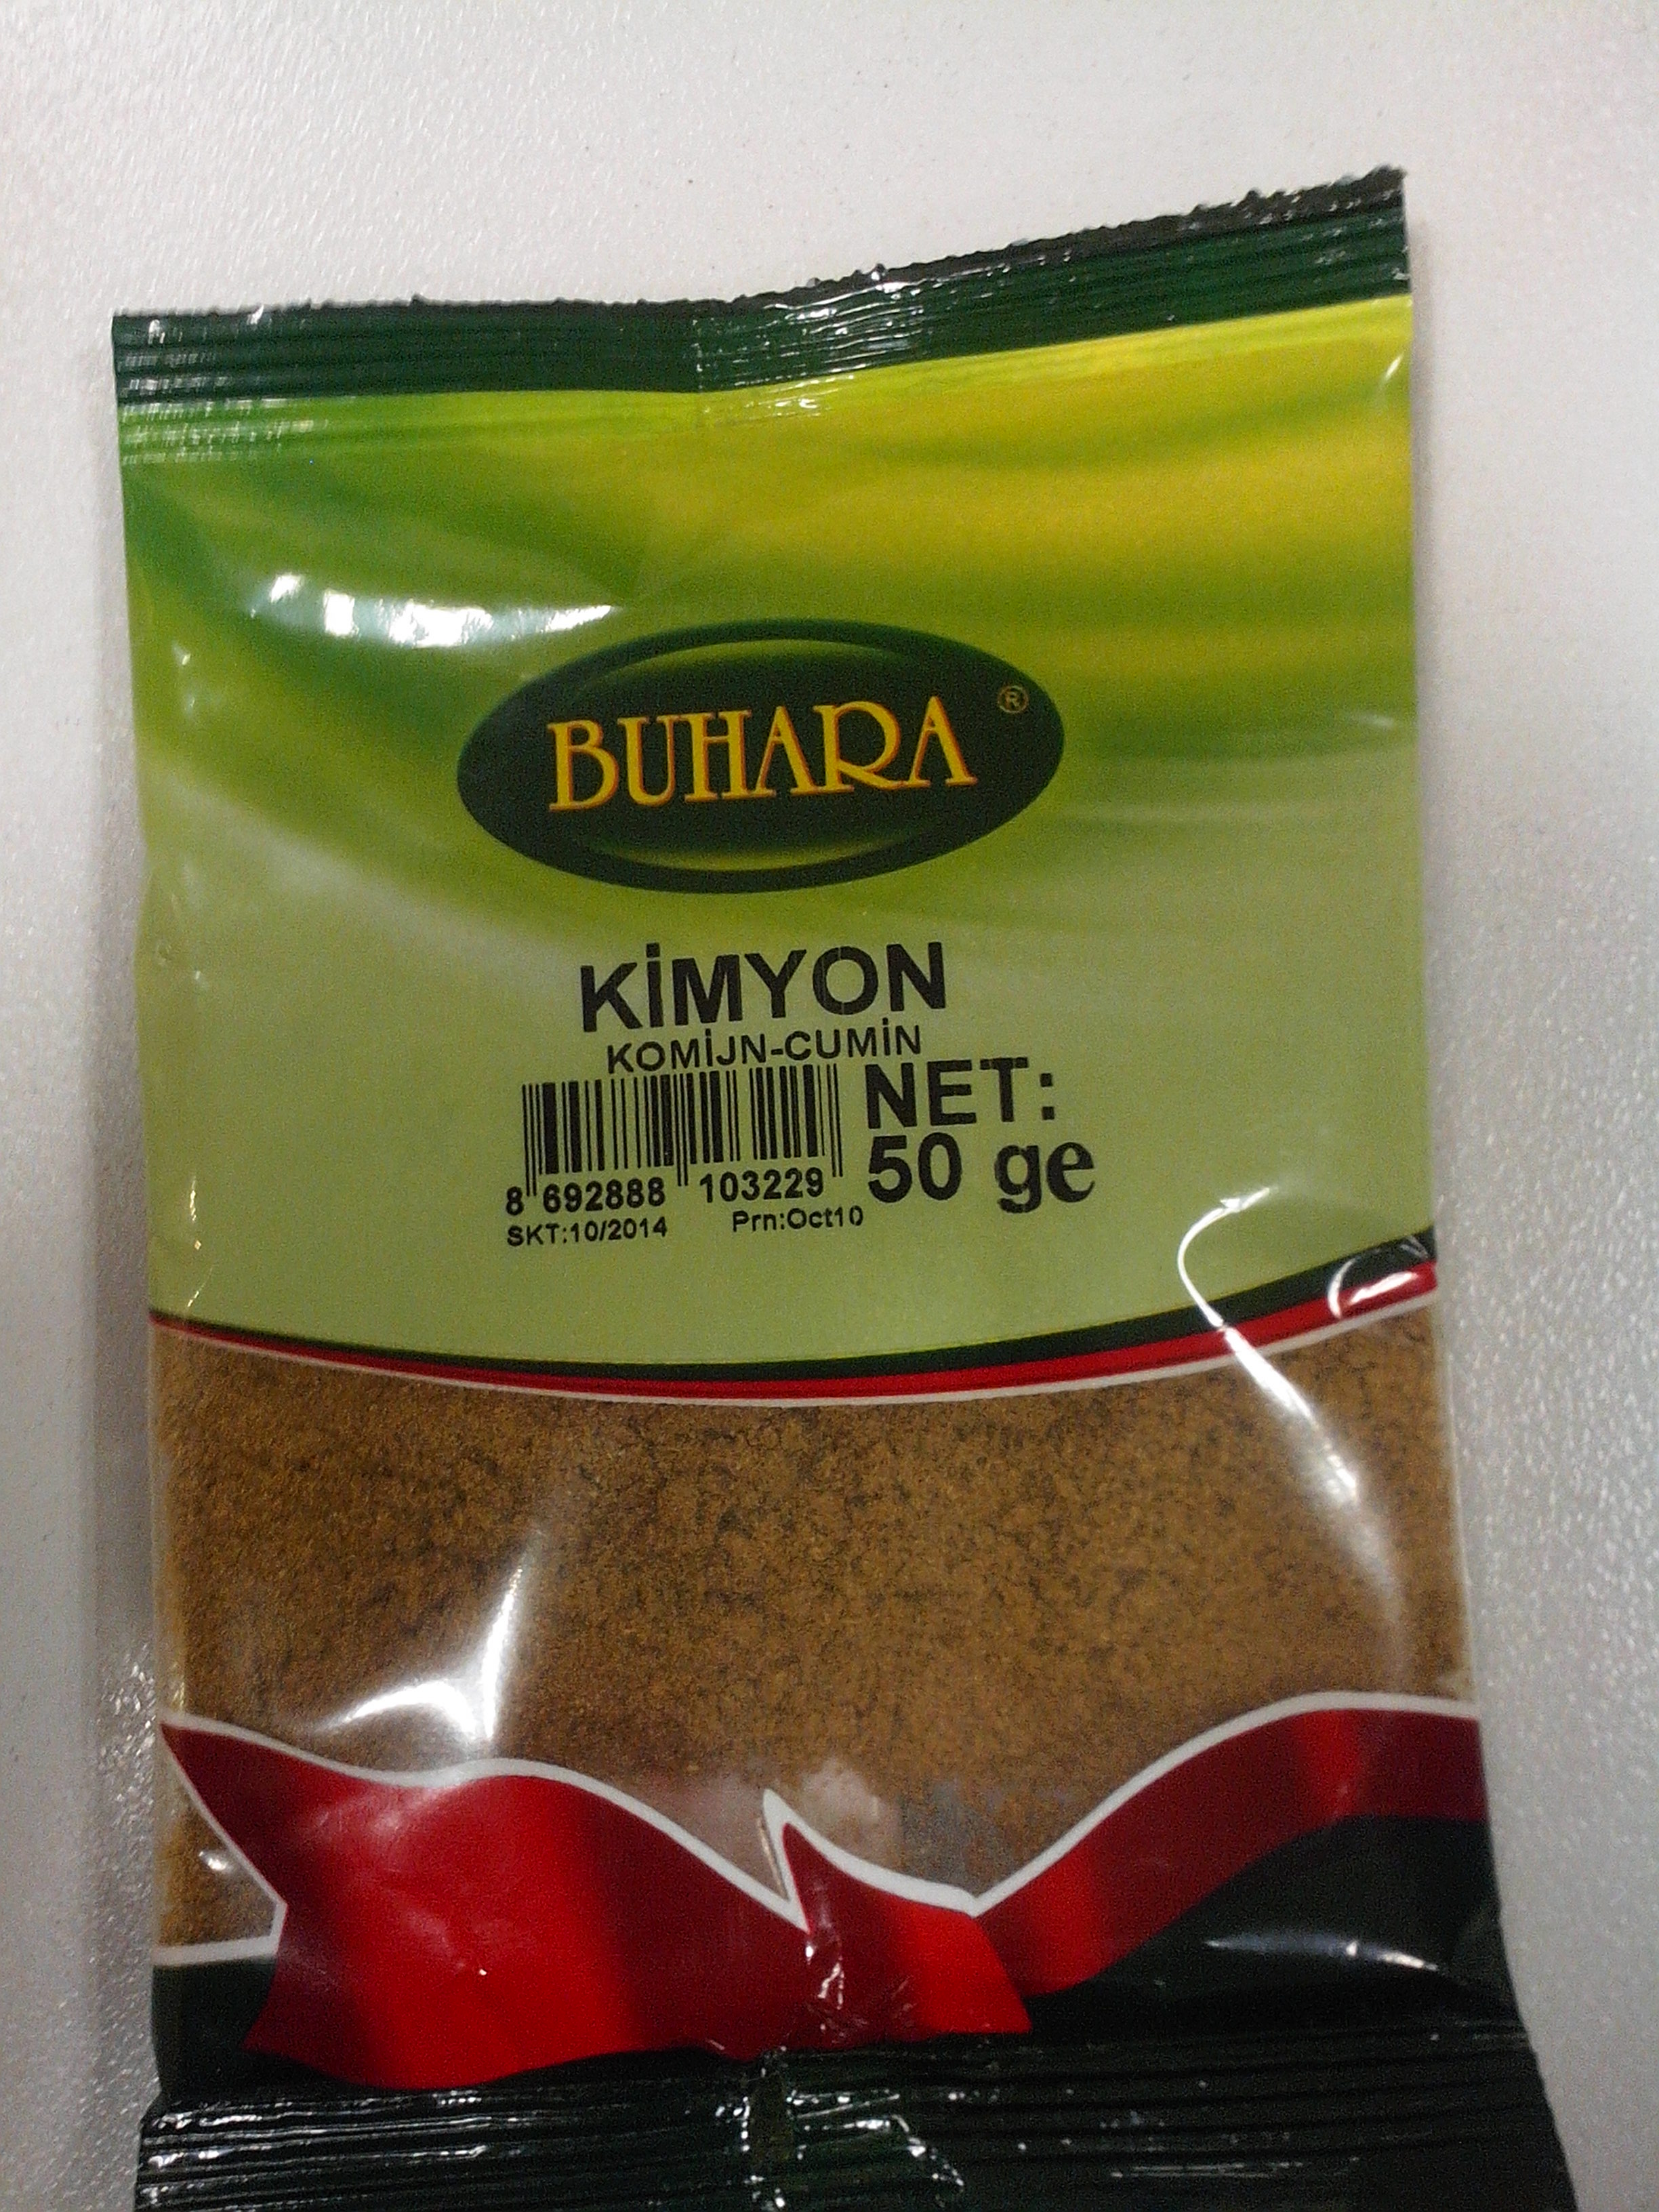 BUHARA ®
KİMYON
KOMİJN-CUMİN
NET:
50 ge
8 692888 103229
SKT:10/2014 Prn:Oct10